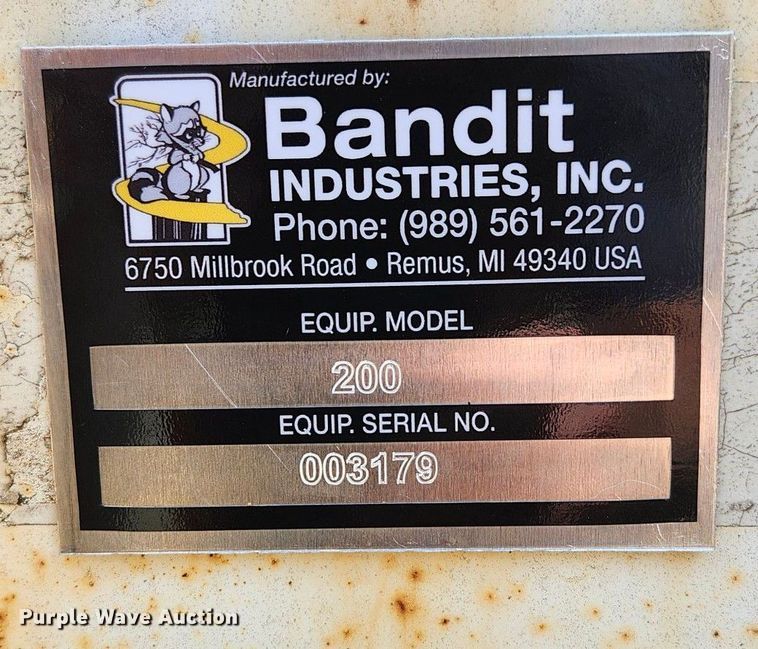 Manufactured by:
Bandit
INDUSTRIES, INC.
Phone: (989) 561-2270
6750 Millbrook Road • Remus, MI 49340 USA
EQUIP. MODEL
200
EQUIP. SERIAL NO.
003179
Purple Wave Auction